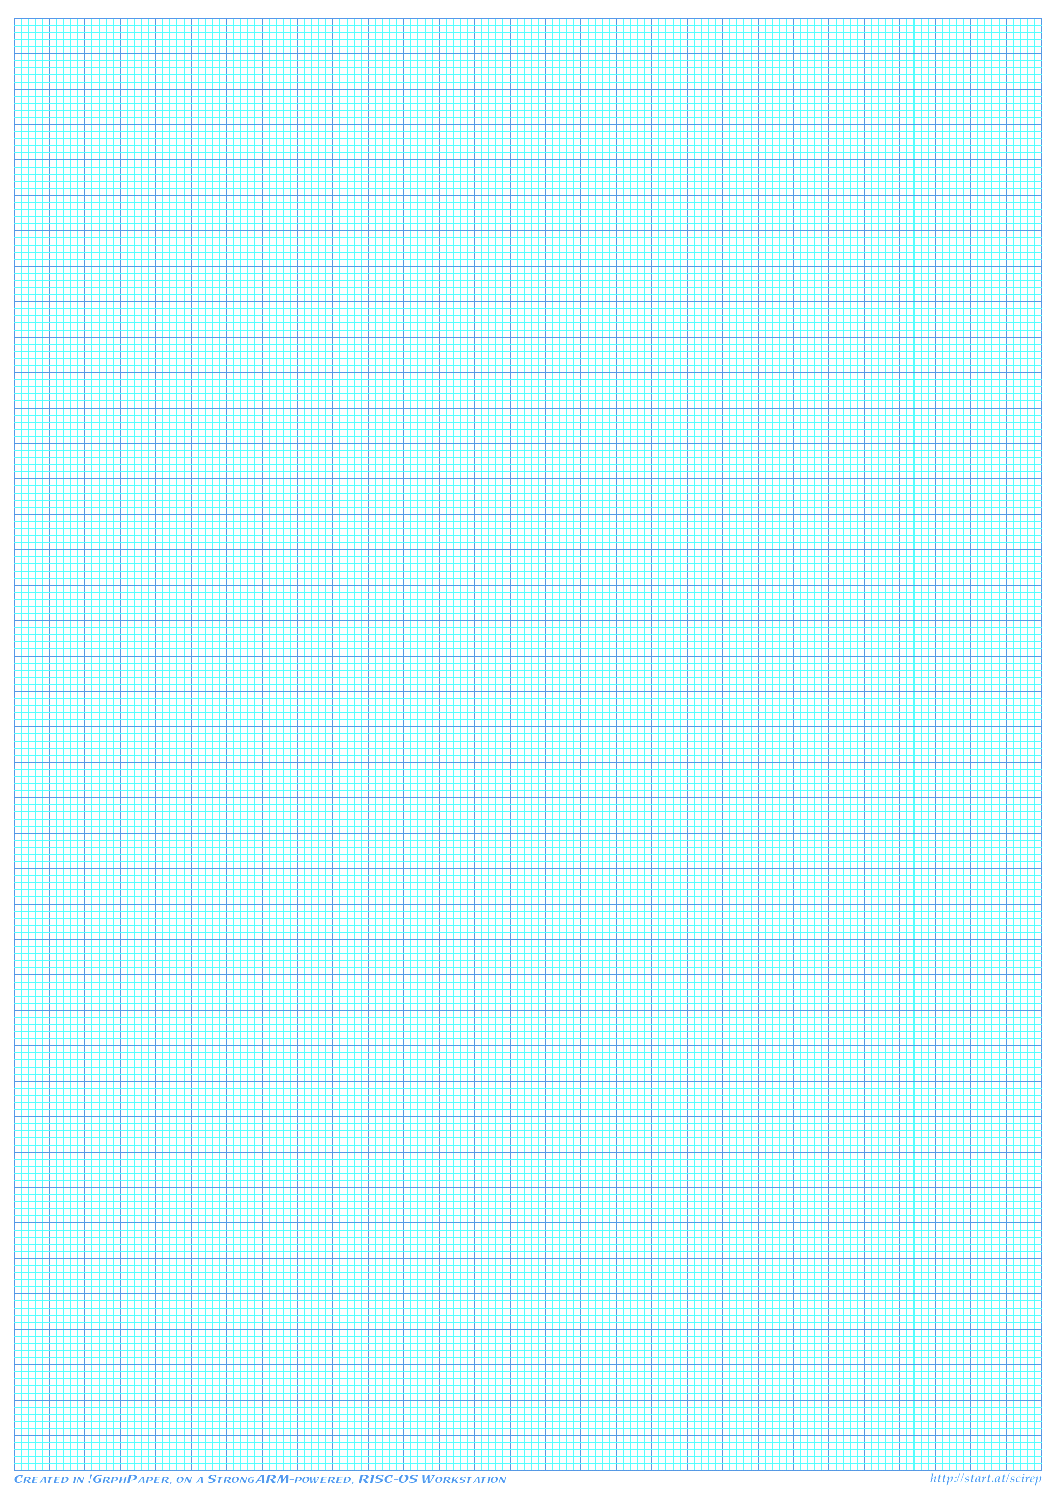 Created in !GrphPaper, on a StrongARM-powered, RISC-OS Workstation
http://start.at/scirep